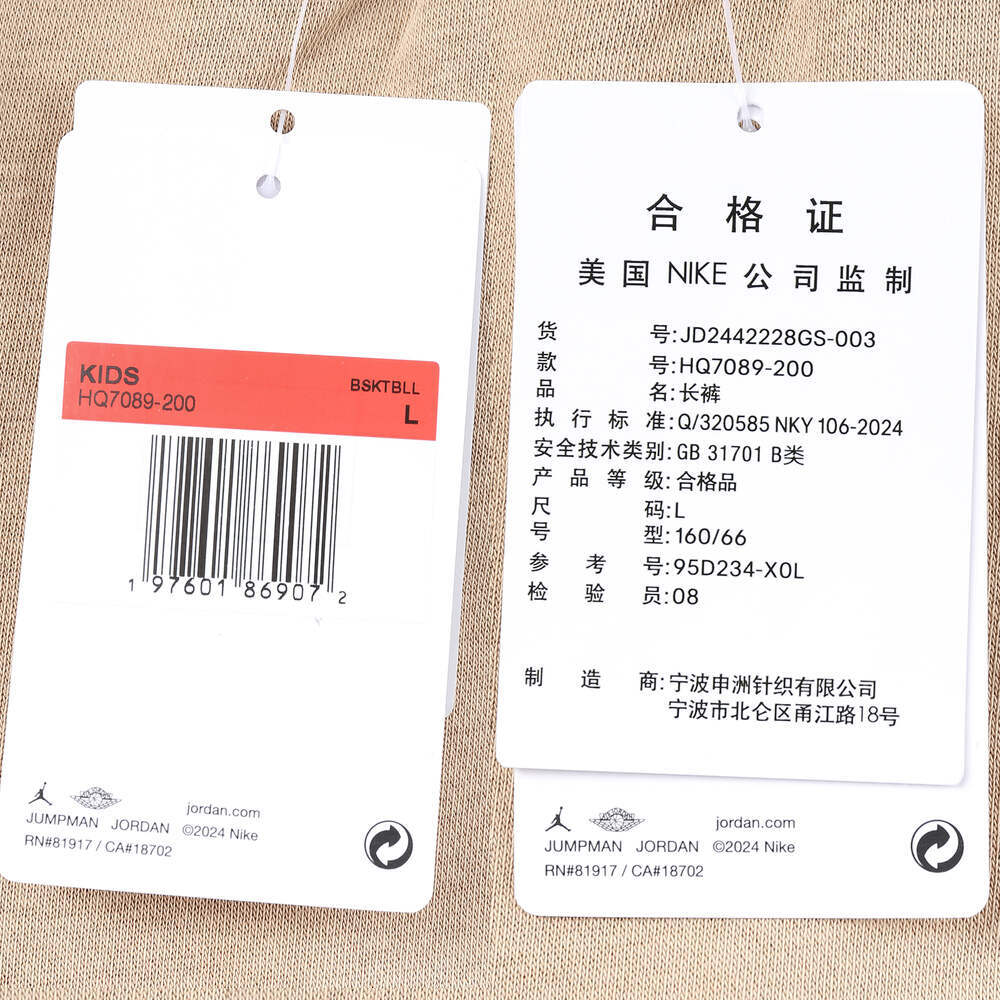 KIDS
HQ7089-200
BSKTBLL
L
1 97601 86907 2
JUMPMAN JORDAN
jordan.com
©2024 Nike
RN#81917 / CA#18702
合格证
美国 NIKE 公司监制
货号:JD2442228GS-003
款号:HQ7089-200
品名:长裤
执行标准:Q/320585 NKY 106-2024
安全技术类别:GB 31701 B类
产品等级:合格品
尺码:L
号型:160/66
参考号:95D234-X0L
检验员:08
制造商:宁波申洲针织有限公司
宁波市北仑区甬江路18号
JUMPMAN JORDAN
jordan.com
©2024 Nike
RN#81917 / CA#18702